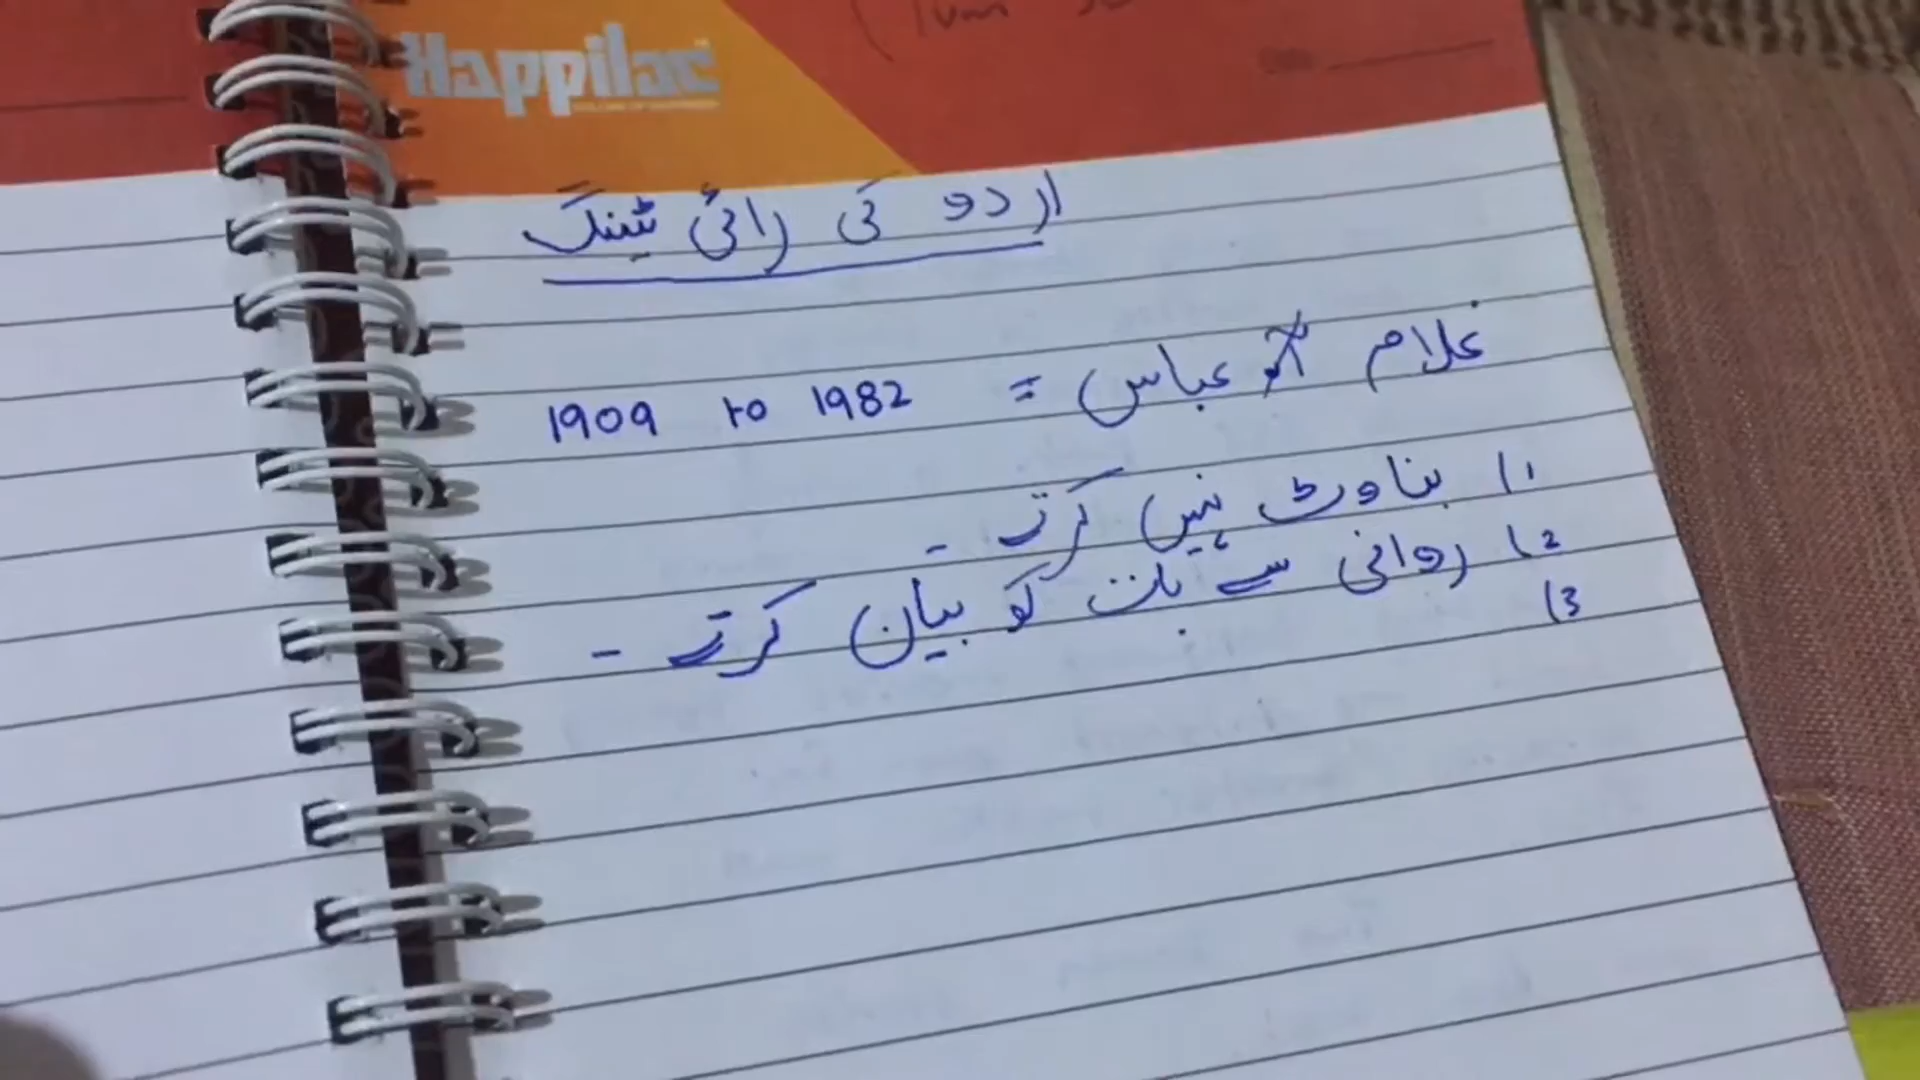 Happilac
اردو کی رائیٹینگ
غلام عباس = 1909 to 1982
1) بناوٹ نہیں کرتے ۔
2) روانی سے بات کو بیان کرتے ۔
3)